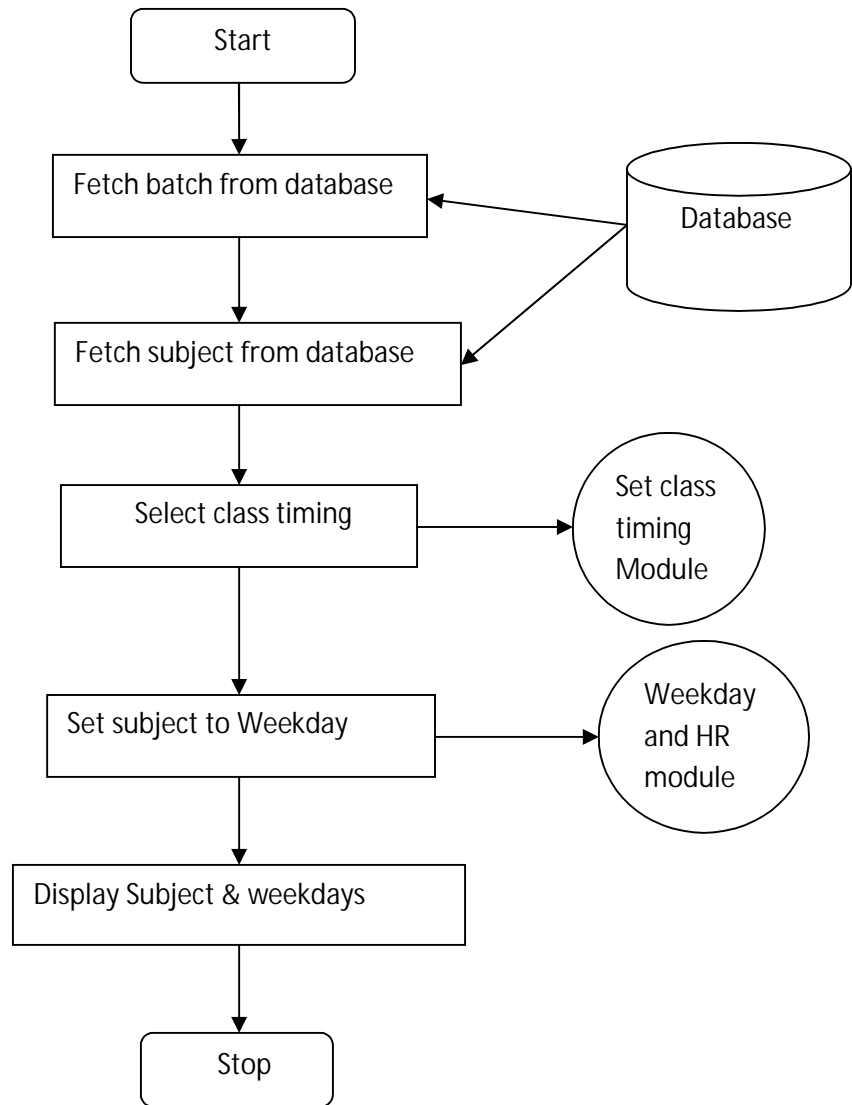 Start
Fetch batch from database
Database
Fetch subject from database
Select class timing
Set class
timing
Module
Set subject to Weekday
Weekday
and HR
module
Display Subject & weekdays
Stop